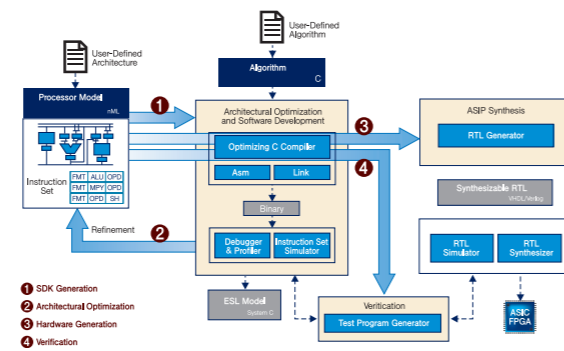 User-Defined
Architecture
User-Defined
Algorithm
Algorithm
C
Processor Model
nML
1
Architectural Optimization
and Software Development
3
ASIP Synthesis
RTL Generator
Optimizing C Compiler
4
Asm
Link
Instruction
Set
FMT ALU OPD
FMT MPY OPD
FMT OPD SH
Synthesizable RTL
VHDL/Verilog
Binary
Refinement
2
Debugger
& Profiler
Instruction Set
Simulator
RTL
Simulator
RTL
Synthesizer
1 SDK Generation
2 Architectural Optimization
3 Hardware Generation
4 Verification
ESL Model
System C
Veritication
Test Program Generator
ASIC
FPGA